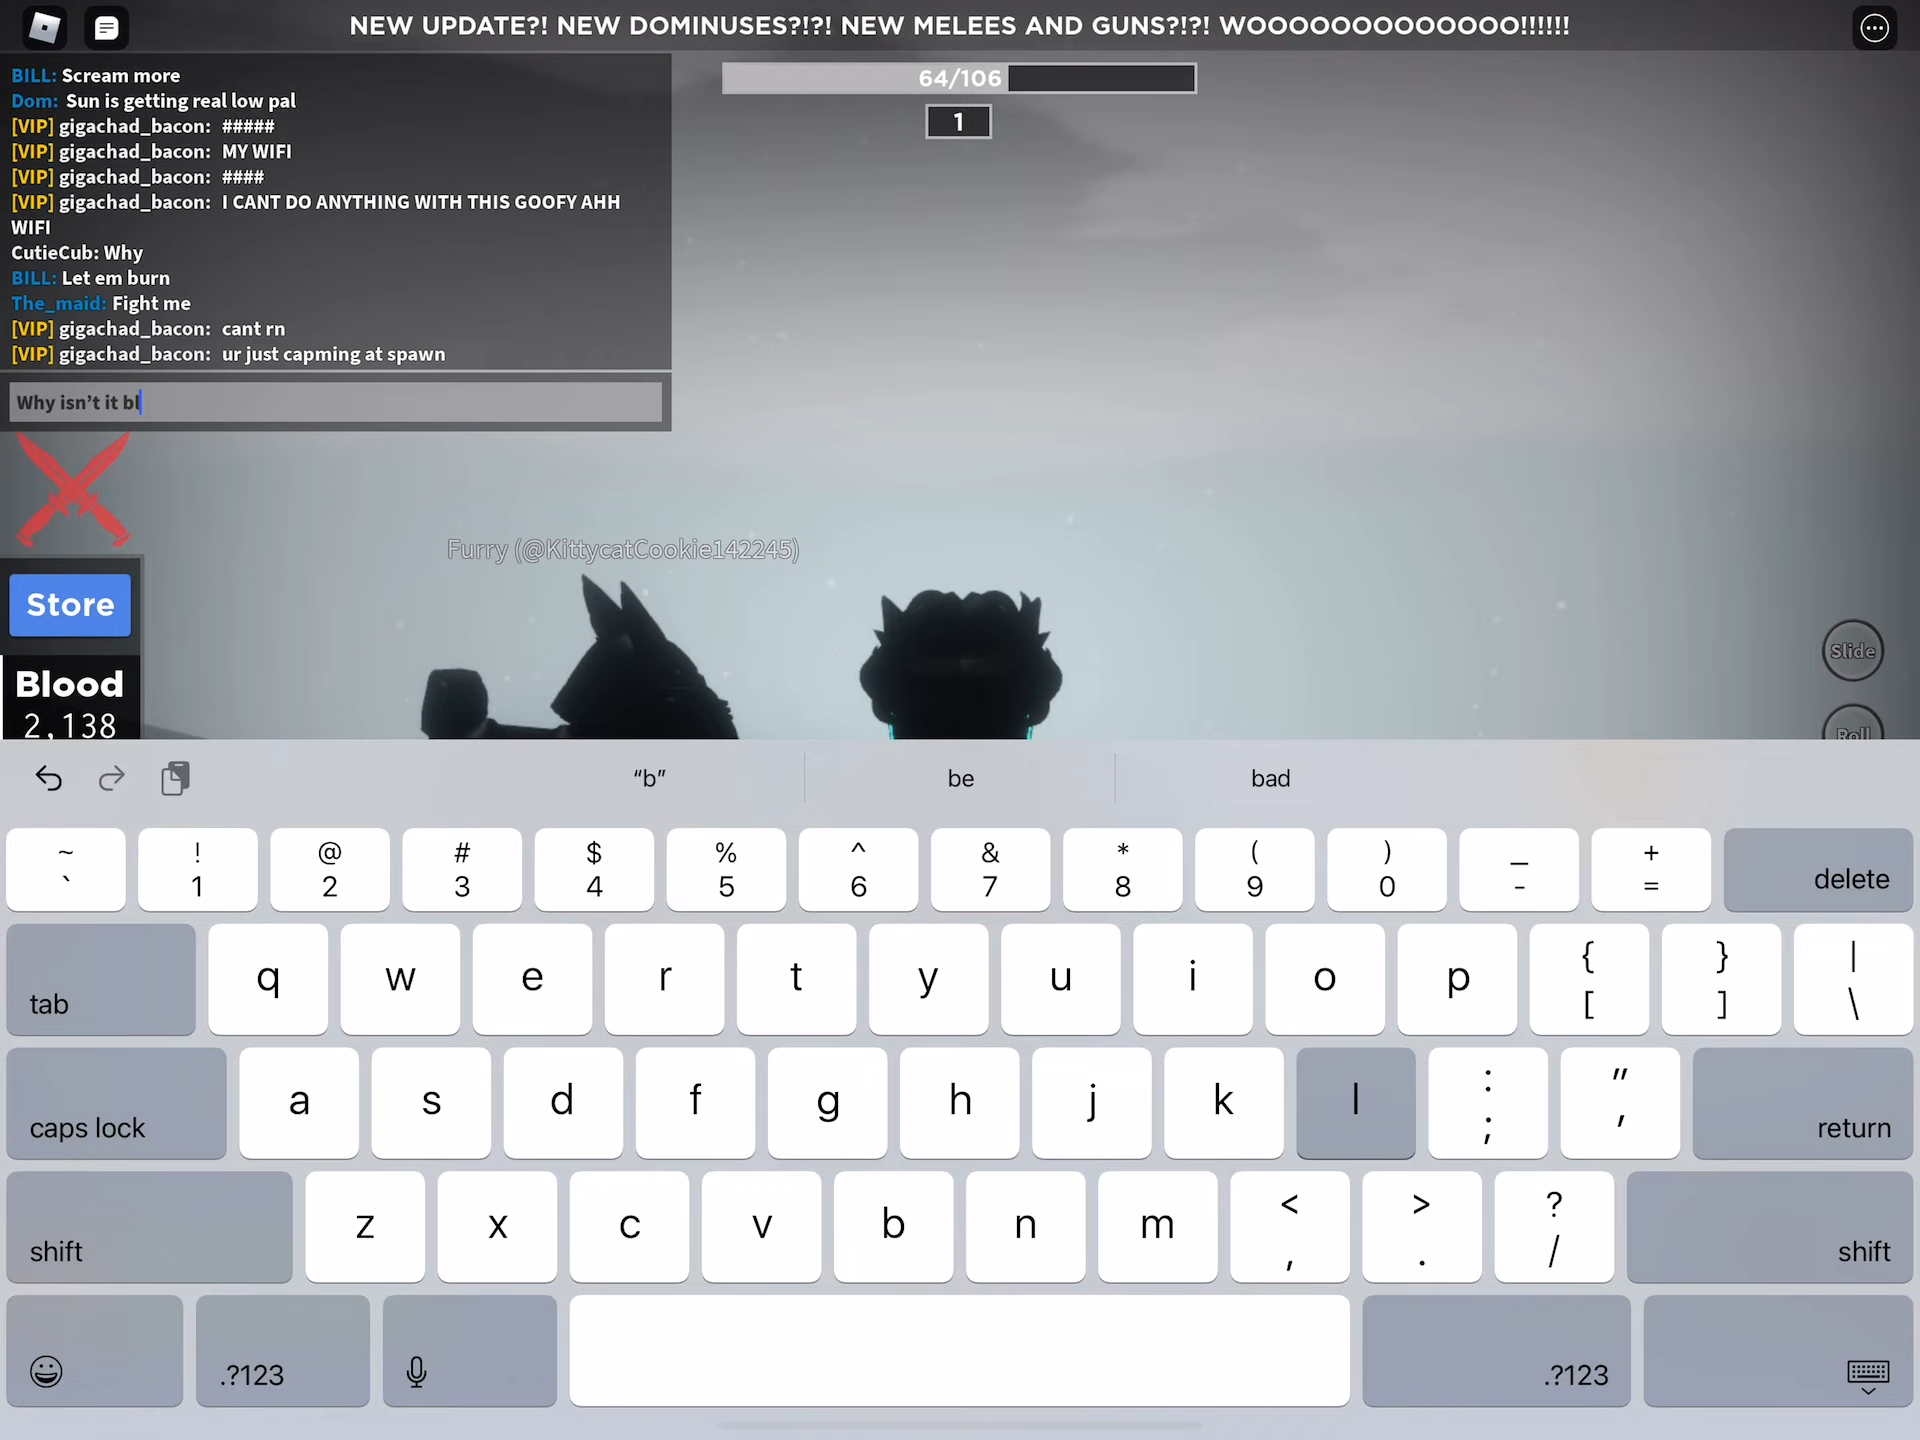 NEW UPDATE?! NEW DOMINUSES?!?! NEW MELEES AND GUNS?!?! WOOOOOOOOOOOOO!!!!!!
64/106
1
BILL: Scream more
Dom: Sun is getting real low pal
[VIP] gigachad_bacon: #####
[VIP] gigachad_bacon: MY WIFI
[VIP] gigachad_bacon: ####
[VIP] gigachad_bacon: I CANT DO ANYTHING WITH THIS GOOFY AHH
WIFI
CutieCub: Why
BILL: Let em burn
The_maid: Fight me
[VIP] gigachad_bacon: cant rn
[VIP] gigachad_bacon: ur just capming at spawn
Why isn’t it bl
Furry (@KittycatCookie142245)
Store
Blood
2,138
Slide
Roll
“b” be bad
~ ! @ # $ % ^ & * ( ) _ +
` 1 2 3 4 5 6 7 8 9 0 - = delete
tab q w e r t y u i o p { [ } ] | \
caps lock a s d f g h j k l : ; " ' return
shift z x c v b n m < , > . ? / shift
.?123 .?123